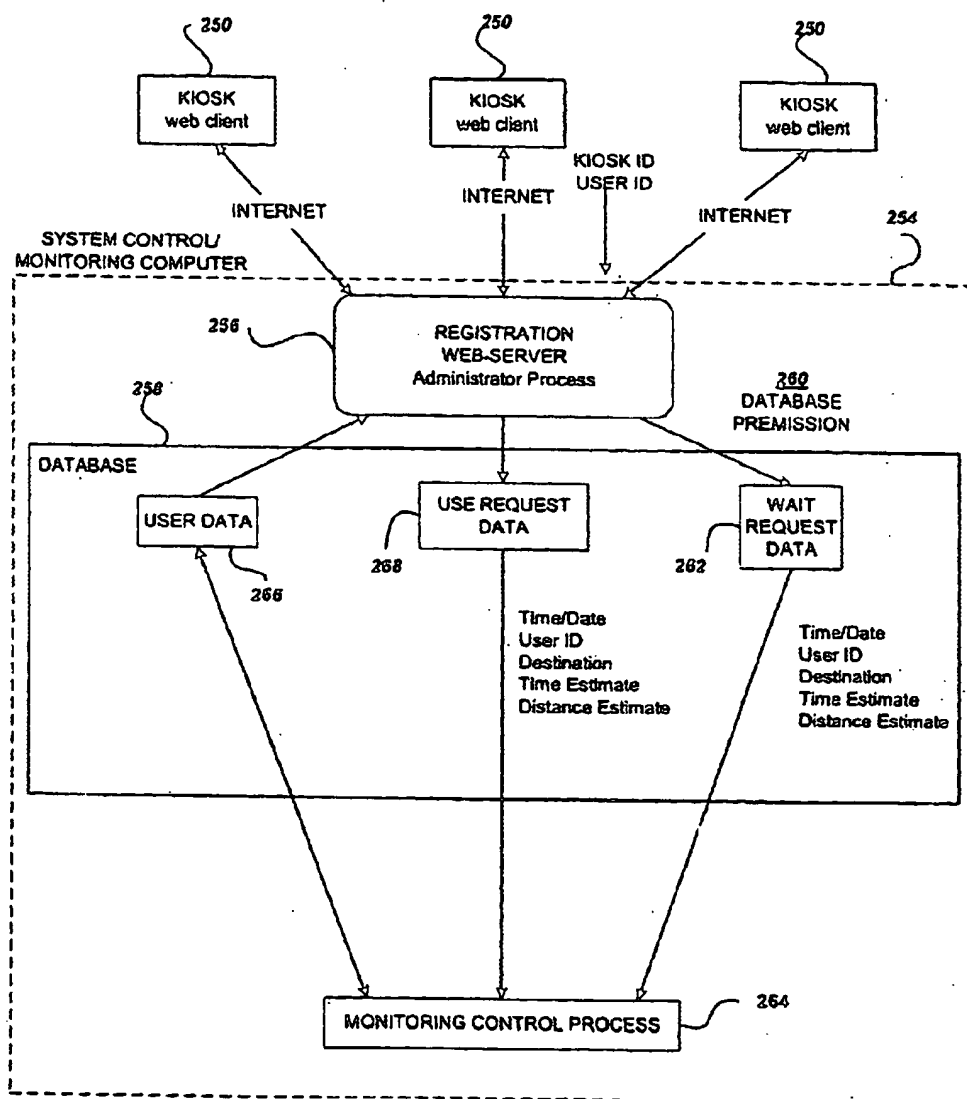 250
250
250
KIOSK
web client
KIOSK
web client
KIOSK
web client
KIOSK ID
USER ID
INTERNET
INTERNET
INTERNET
254
SYSTEM CONTROL/
MONITORING COMPUTER
256
REGISTRATION
WEB-SERVER
Administrator Process
260
DATABASE
PREMISSION
258
DATABASE
USER DATA
USE REQUEST
DATA
WAIT
REQUEST
DATA
266
268
262
Time/Date
User ID
Destination
Time Estimate
Distance Estimate
Time/Date
User ID
Destination
Time Estimate
Distance Estimate
MONITORING CONTROL PROCESS
264